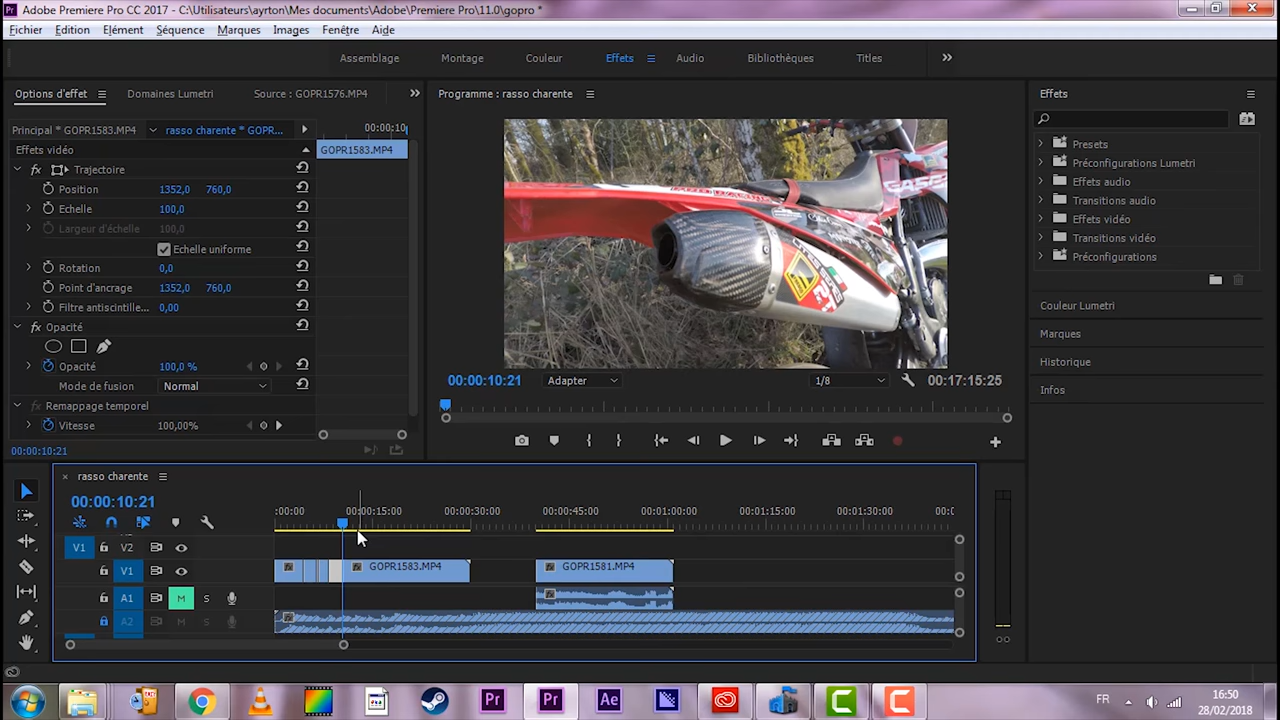 Adobe Premiere Pro CC 2017 - C:\Utilisateurs\ayrton\Mes documents\Adobe\Premiere Pro\11.0\gopro *
Fichier Edition Elément Séquence Marques Images Fenêtre Aide
Assemblage Montage Couleur Effets Audio Bibliothèques Titles
Options d'effet Domaines Lumetri Source : GOPR1576.MP4
Programme : rasso charente
Effets
Principal * GOPR1583.MP4 rasso charente * GOPR... 00:00:10
Effets vidéo GOPR1583.MP4
Trajectoire
Position 1352,0 760,0
Echelle 100,0
Largeur d'échelle 100,0
Echelle uniforme
Rotation 0,0
Point d'ancrage 1352,0 760,0
Filtre antiscintille... 0,00
Opacité
Opacité 100,0 %
Mode de fusion Normal
Remappage temporel
Vitesse 100,00%
00:00:10:21
00:00:10:21 Adapter 1/8 00:17:15:25
Presets
Préconfigurations Lumetri
Effets audio
Transitions audio
Effets vidéo
Transitions vidéo
Préconfigurations
Couleur Lumetri
Marques
Historique
Infos
rasso charente
00:00:10:21
:00:00 00:00:15:00 00:00:30:00 00:00:45:00 00:01:00:00 00:01:15:00 00:01:30:00 00:0
V1 V2
V1 GOPR1583.MP4 GOPR1581.MP4
A1 M S
A2 M S
FR 16:50
28/02/2018